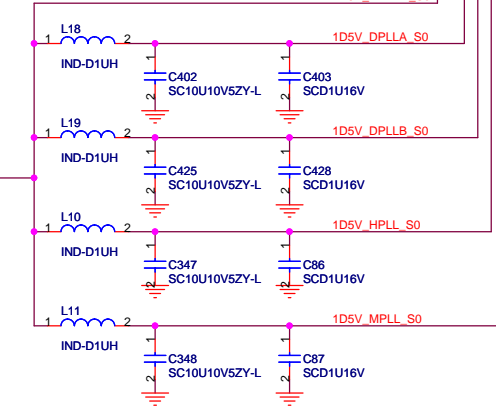 L18
1 2 1D5V_DPLLA_S0
IND-D1UH
1 1
C402 C403
SC10U10V5ZY-L SCD1U16V
2 2
L19
1 2 1D5V_DPLLB_S0
IND-D1UH
1 1
C425 C428
SC10U10V5ZY-L SCD1U16V
2 2
L10
1 2 1D5V_HPLL_S0
IND-D1UH
1 1
C347 C86
SC10U10V5ZY-L SCD1U16V
2 2
L11
1 2 1D5V_MPLL_S0
IND-D1UH
1 1
C348 C87
SC10U10V5ZY-L SCD1U16V
2 2